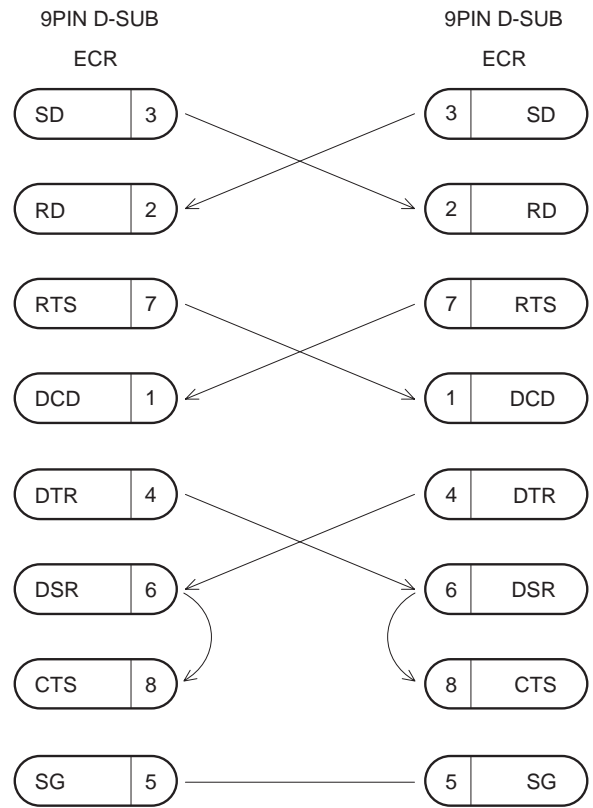 9PIN D-SUB 9PIN D-SUB
ECR ECR
SD 3 3 SD
RD 2 2 RD
RTS 7 7 RTS
DCD 1 1 DCD
DTR 4 4 DTR
DSR 6 6 DSR
CTS 8 8 CTS
SG 5 5 SG